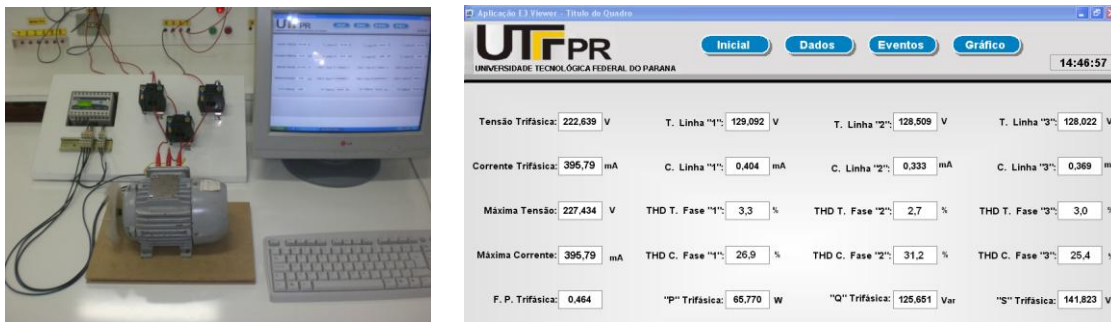 UTFPR
Aplicação E3 Viewer - Título do Quadro
UTFPR
UNIVERSIDADE TECNOLÓGICA FEDERAL DO PARANA
Inicial Dados Eventos Gráfico
14:46:57
Tensão Trifásica: 222,639 V T. Linha "1": 129,092 V T. Linha "2": 128,509 V T. Linha "3": 128,022 V
Corrente Trifásica: 395,79 mA C. Linha "1": 0,404 mA C. Linha "2": 0,333 mA C. Linha "3": 0,369 m
Máxima Tensão: 227,434 V THD T. Fase "1": 3,3 % THD T. Fase "2": 2,7 % THD T. Fase "3": 3,0 %
Máxima Corrente: 395,79 mA THD C. Fase "1": 26,9 % THD C. Fase "2": 31,2 % THD C. Fase "3": 25,4
F. P. Trifásica: 0,464 "P" Trifásica: 65,770 W "Q" Trifásica: 125,651 Var "S" Trifásica: 141,823 V